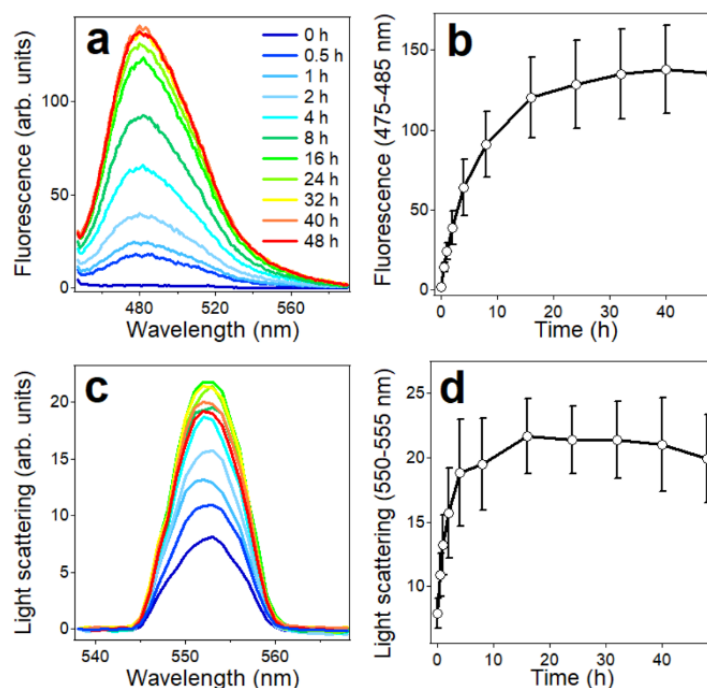 a
Fluorescence (arb. units)
100
50
0
480
520
560
Wavelength (nm)
0 h
0.5 h
1 h
2 h
4 h
8 h
16 h
24 h
32 h
40 h
48 h
b
Fluorescence (475-485 nm)
150
100
50
0
0
10
20
30
40
Time (h)
c
Light scattering (arb. units)
20
15
10
5
0
540
550
560
Wavelength (nm)
d
Light scattering (550-555 nm)
25
20
15
10
0
10
20
30
40
Time (h)